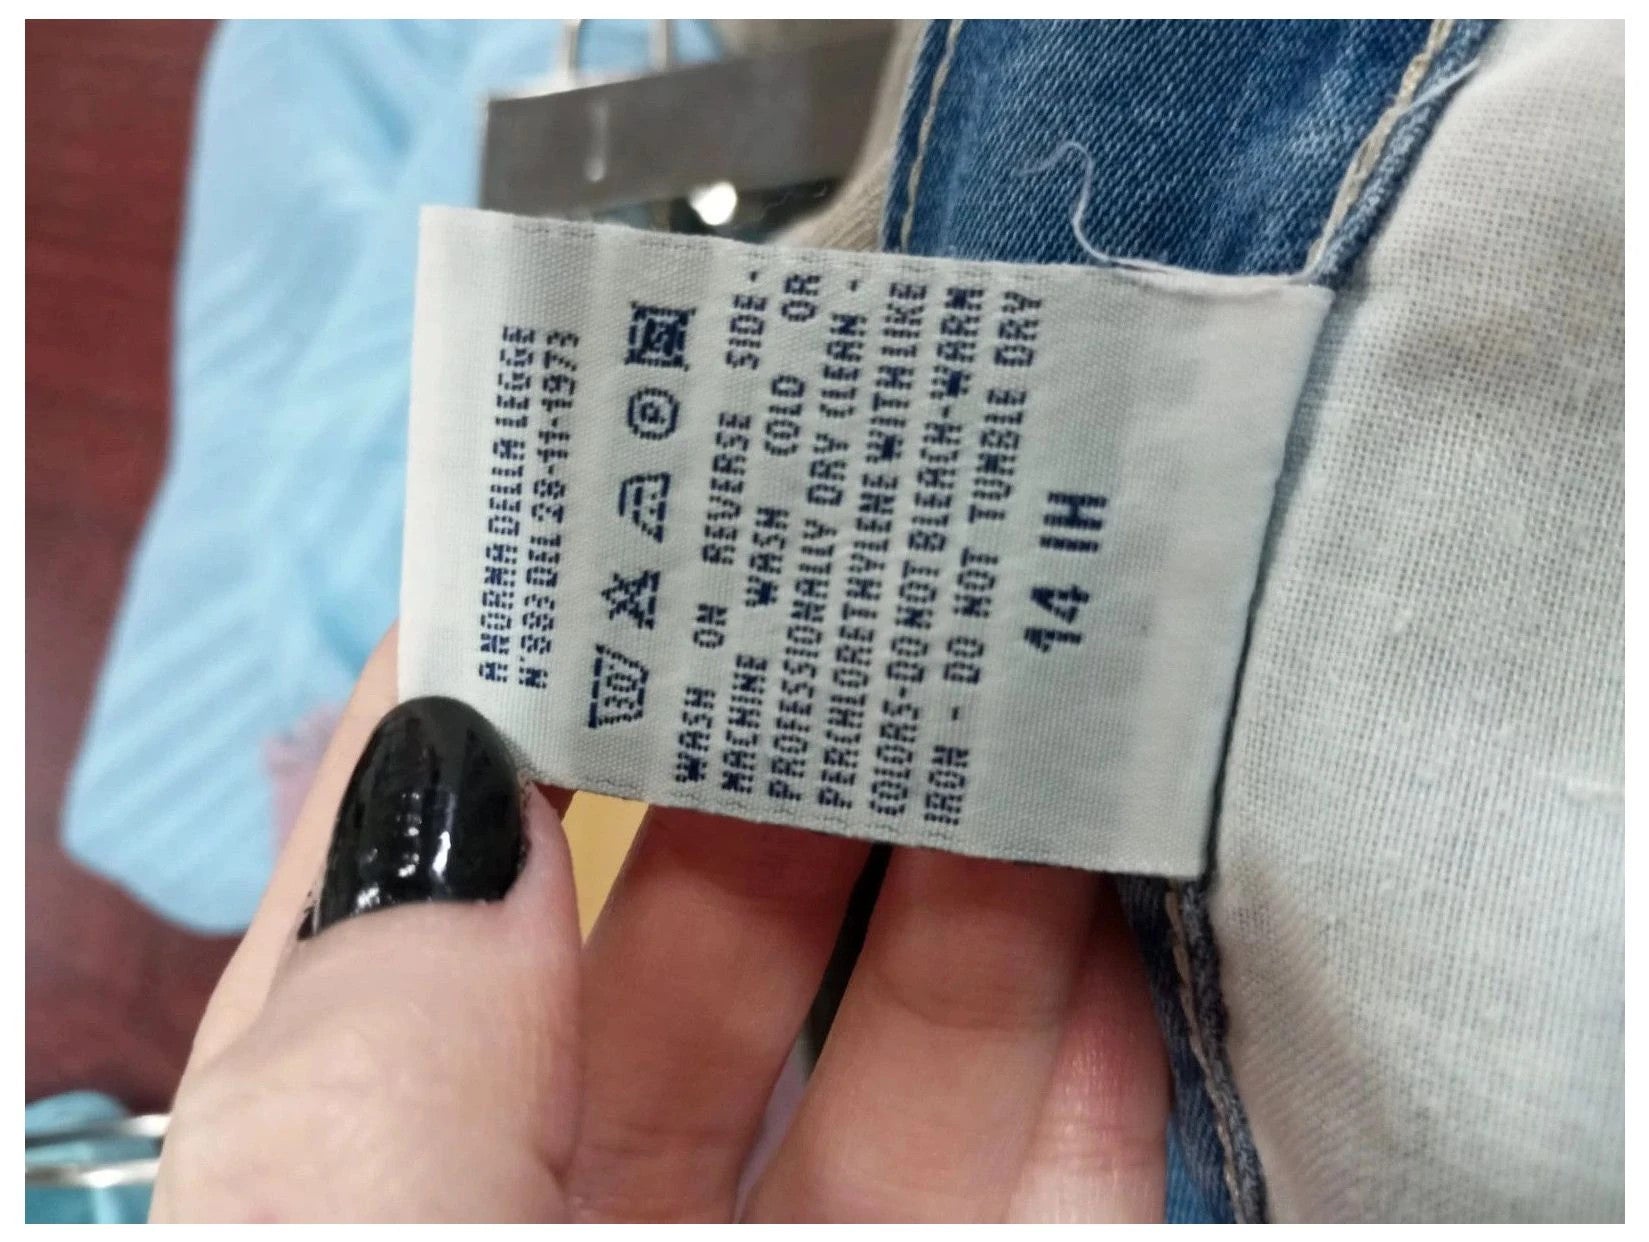 A NORMA DELLA LEGGE
N°883 DEL 26-11-1973
30 P
WASH ON REVERSE SIDE -
MACHINE WASH COLD OR
PROFESSIONALLY DRY CLEAN -
PERCHLORETHYLENE WITH LIKE
COLORS-DO NOT BLEACH-WARM
IRON - DO NOT TUMBLE DRY
14 IH